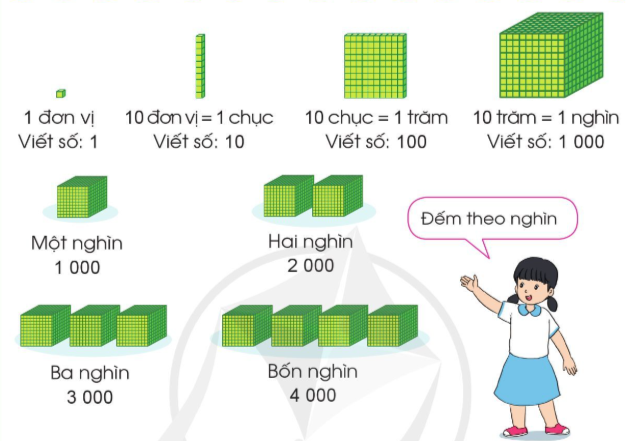 1 đơn vị
Viết số: 1
10 đơn vị = 1 chục
Viết số: 10
10 chục = 1 trăm
Viết số: 100
10 trăm = 1 nghìn
Viết số: 1 000
Một nghìn
1 000
Hai nghìn
2 000
Đếm theo nghìn
Ba nghìn
3 000
Bốn nghìn
4 000